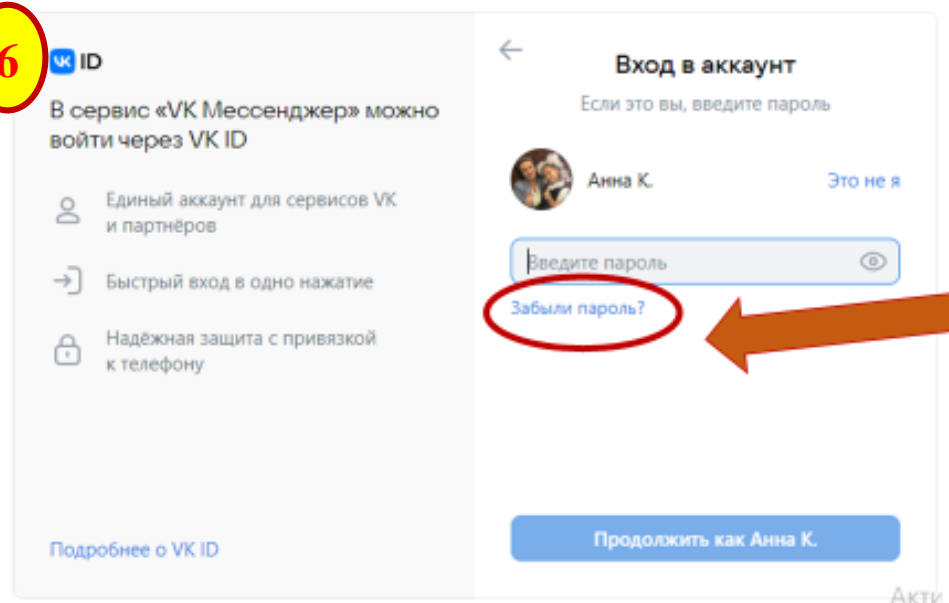 6
VK ID
В сервис «VK Мессенджер» можно
войти через VK ID
Единый аккаунт для сервисов VK
и партнёров
Быстрый вход в одно нажатие
Надёжная защита с привязкой
к телефону
Подробнее о VK ID
Вход в аккаунт
Если это вы, введите пароль
Анна К.
Это не я
Введите пароль
Забыли пароль?
Продолжить как Анна К.
Акти